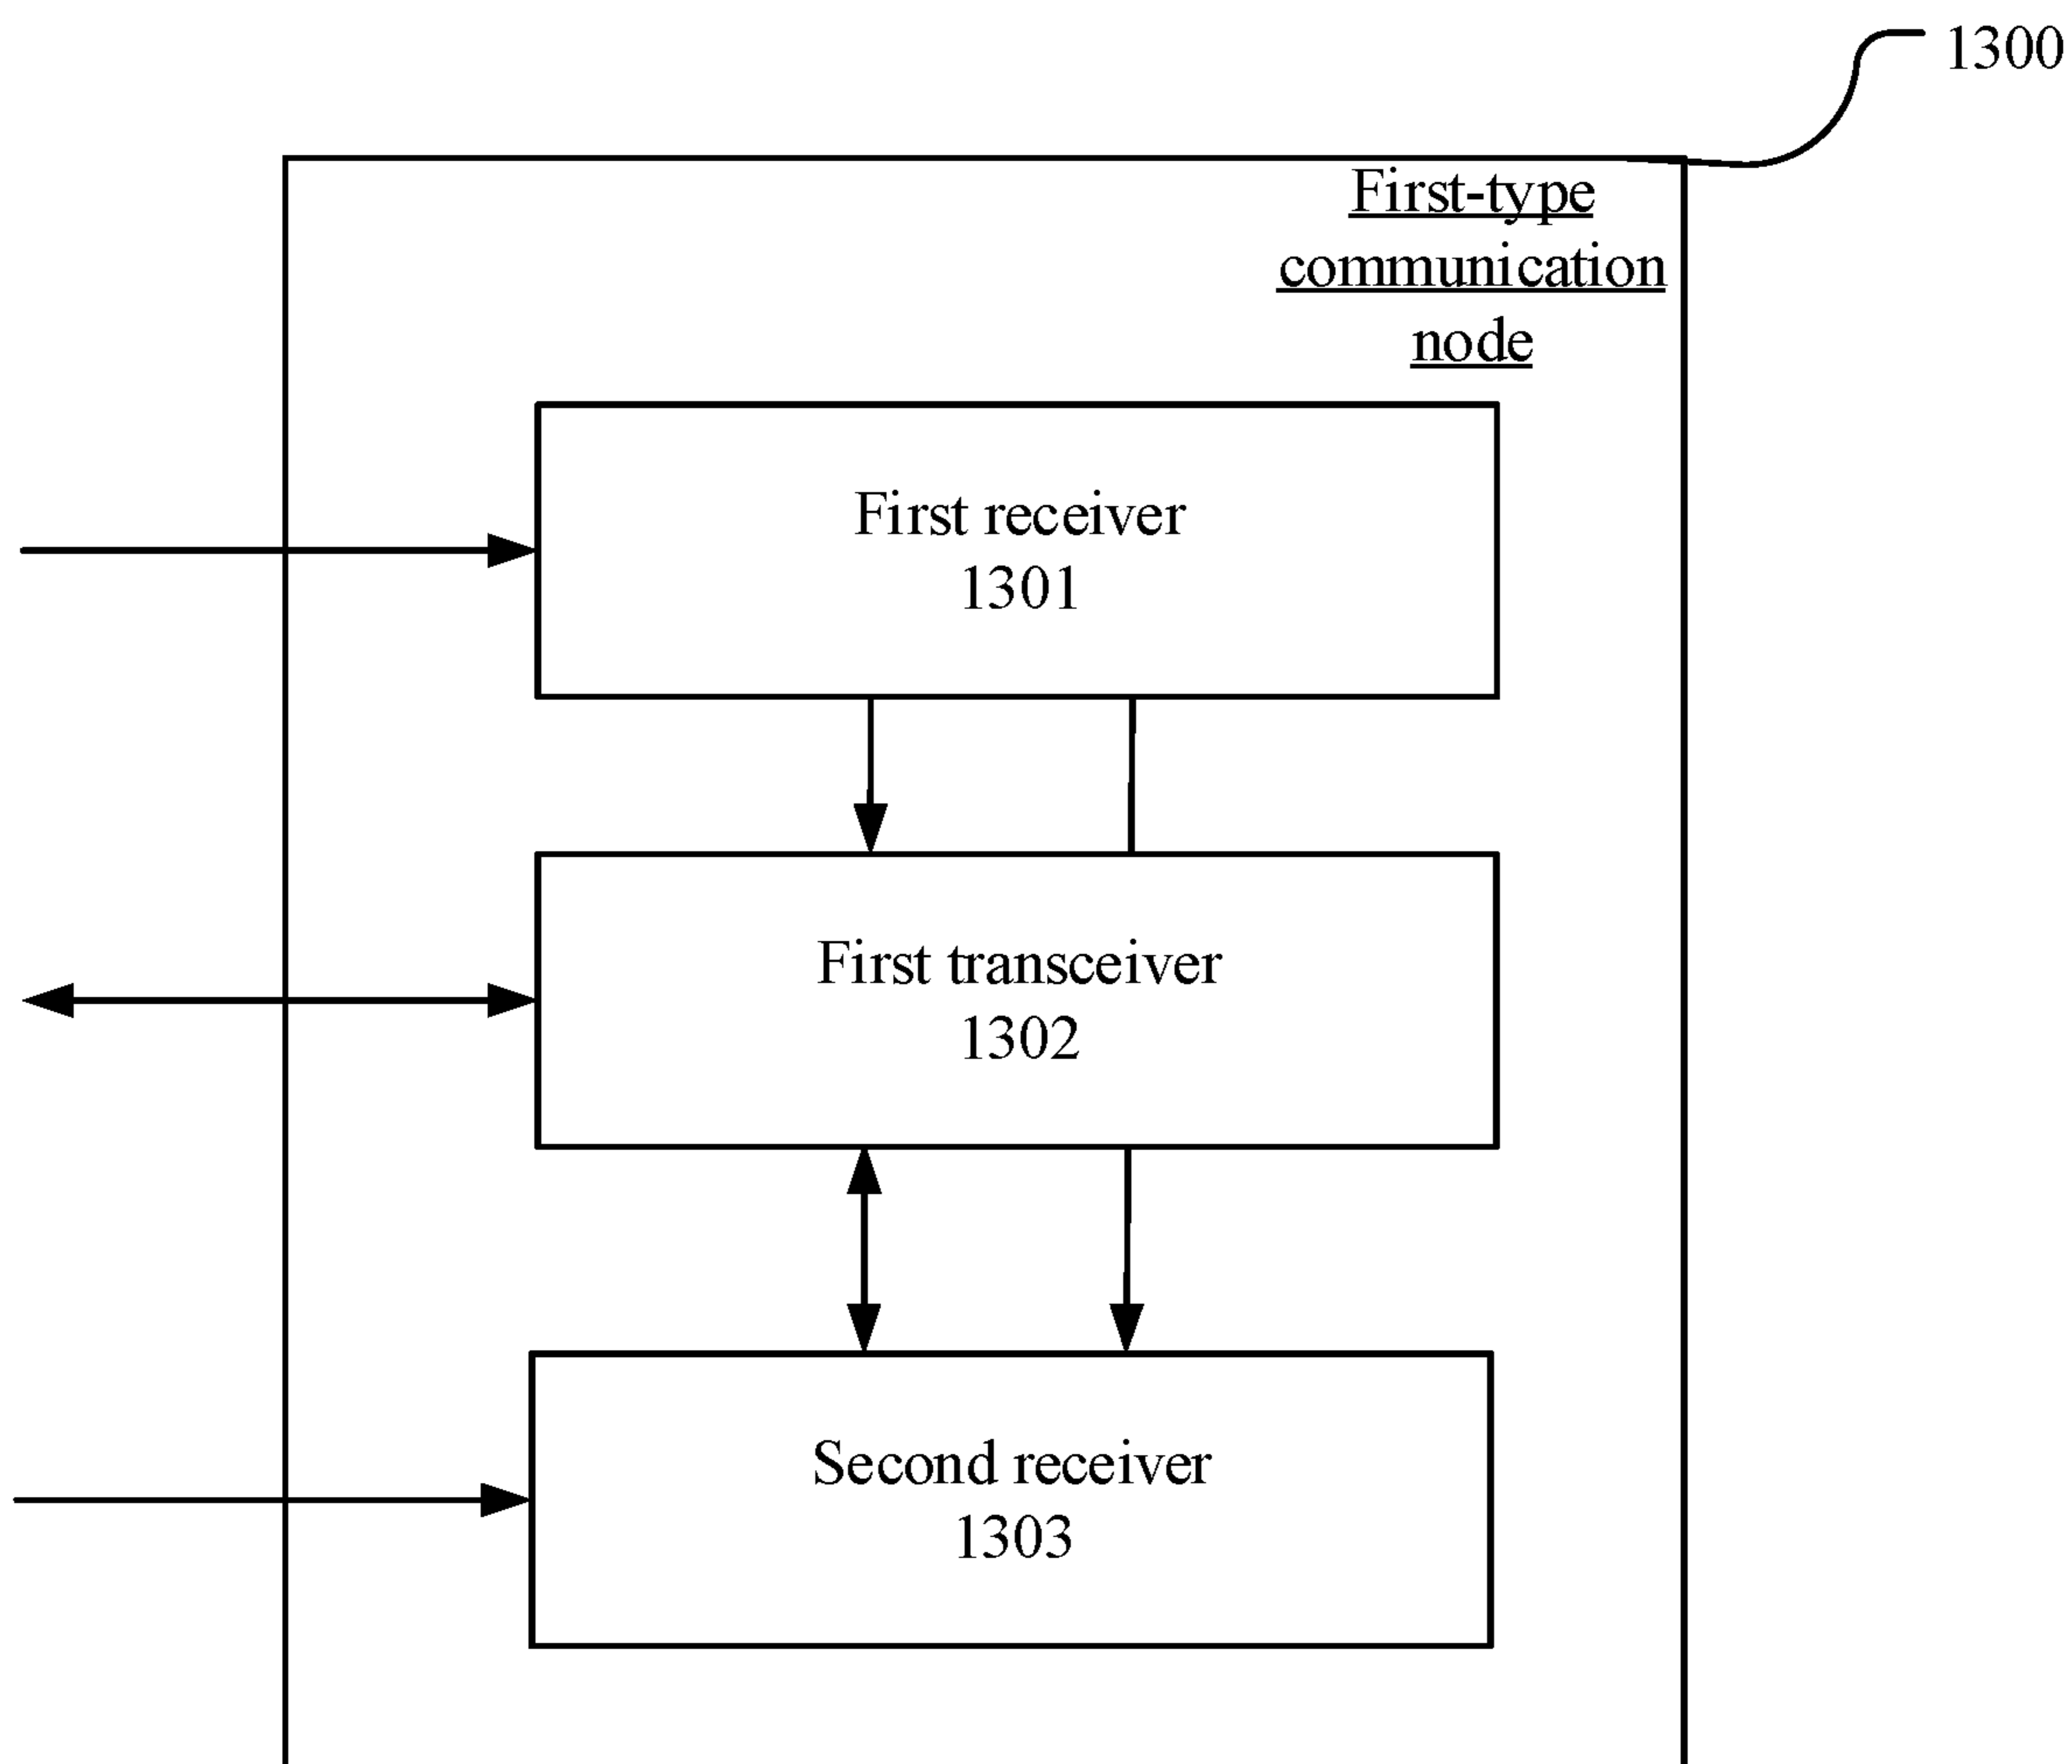 1300
First-type
communication
node
First receiver
1301
First transceiver
1302
Second receiver
1303